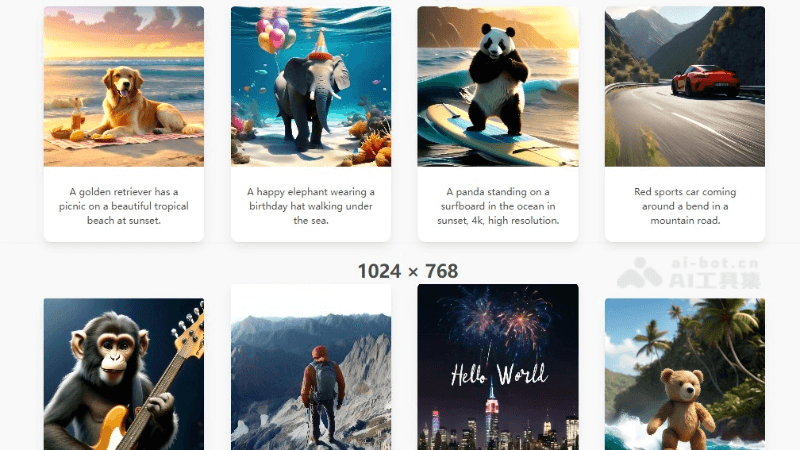 A golden retriever has a
picnic on a beautiful tropical
beach at sunset.
A happy elephant wearing a
birthday hat walking under
the sea.
A panda standing on a
surfboard in the ocean in
sunset, 4k, high resolution.
Red sports car coming
around a bend in a
mountain road.
1024 × 768
ai-bot.cn
AI工具集
Hello World